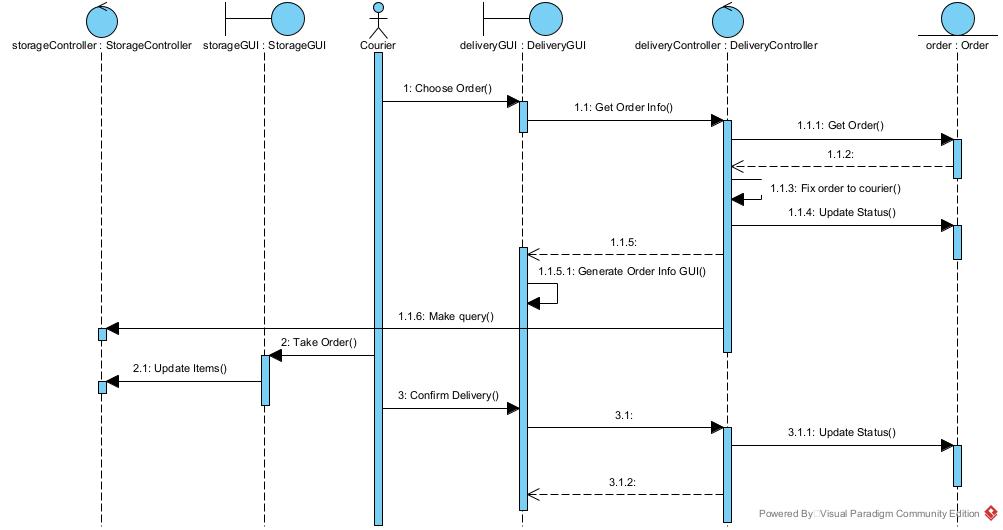 storageController : StorageController
storageGUI : StorageGUI
Courier
deliveryGUI : DeliveryGUI
deliveryController : DeliveryController
order : Order
1: Choose Order()
1.1: Get Order Info()
1.1.1: Get Order()
1.1.2:
1.1.3: Fix order to courier()
1.1.4: Update Status()
1.1.5:
1.1.5.1: Generate Order Info GUI()
1.1.6: Make query()
2: Take Order()
2.1: Update Items()
3: Confirm Delivery()
3.1:
3.1.1: Update Status()
3.1.2:
Powered By Visual Paradigm Community Edition